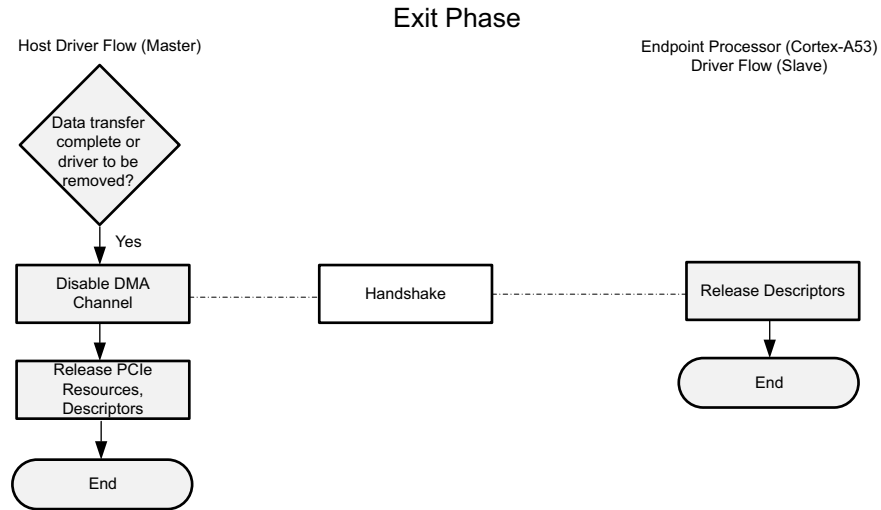 Exit Phase
Host Driver Flow (Master)
Endpoint Processor (Cortex-A53)
Driver Flow (Slave)
Data transfer
complete or
driver to be
removed?
Yes
Disable DMA
Channel
Handshake
Release Descriptors
Release PCIe
Resources,
Descriptors
End
End